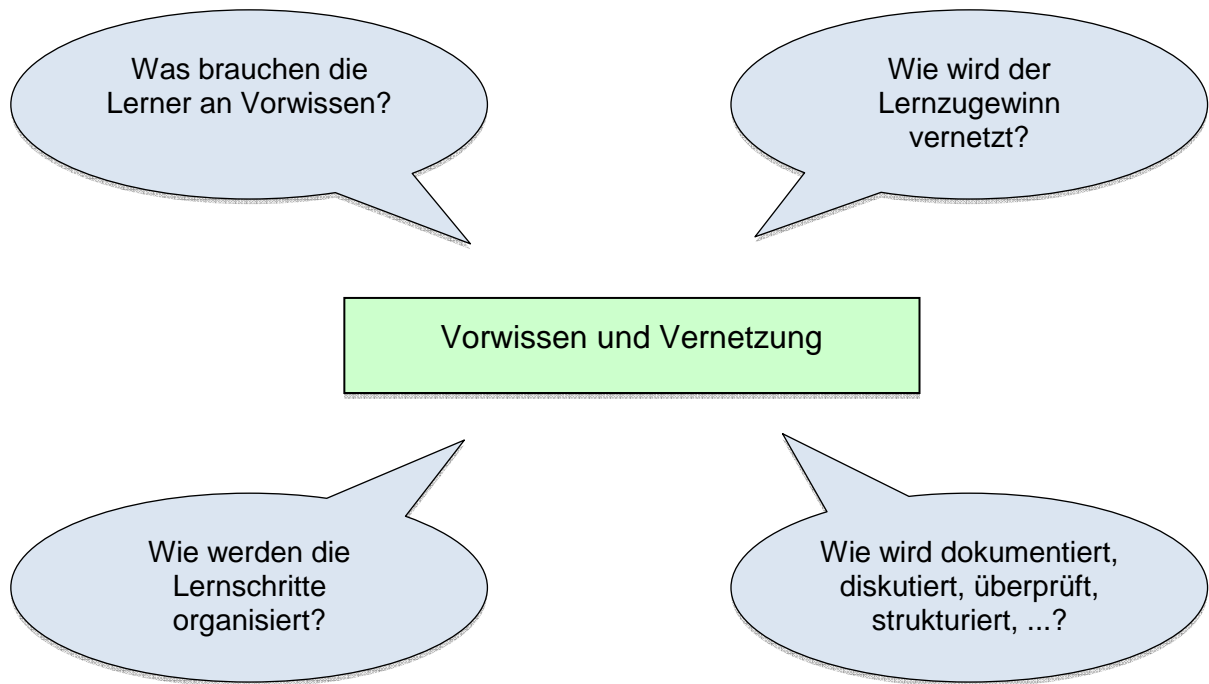 Was brauchen die
Lerner an Vorwissen?
Wie wird der
Lernzugewinn
vernetzt?
Vorwissen und Vernetzung
Wie werden die
Lernschritte
organisiert?
Wie wird dokumentiert,
diskutiert, überprüft,
strukturiert, ...?